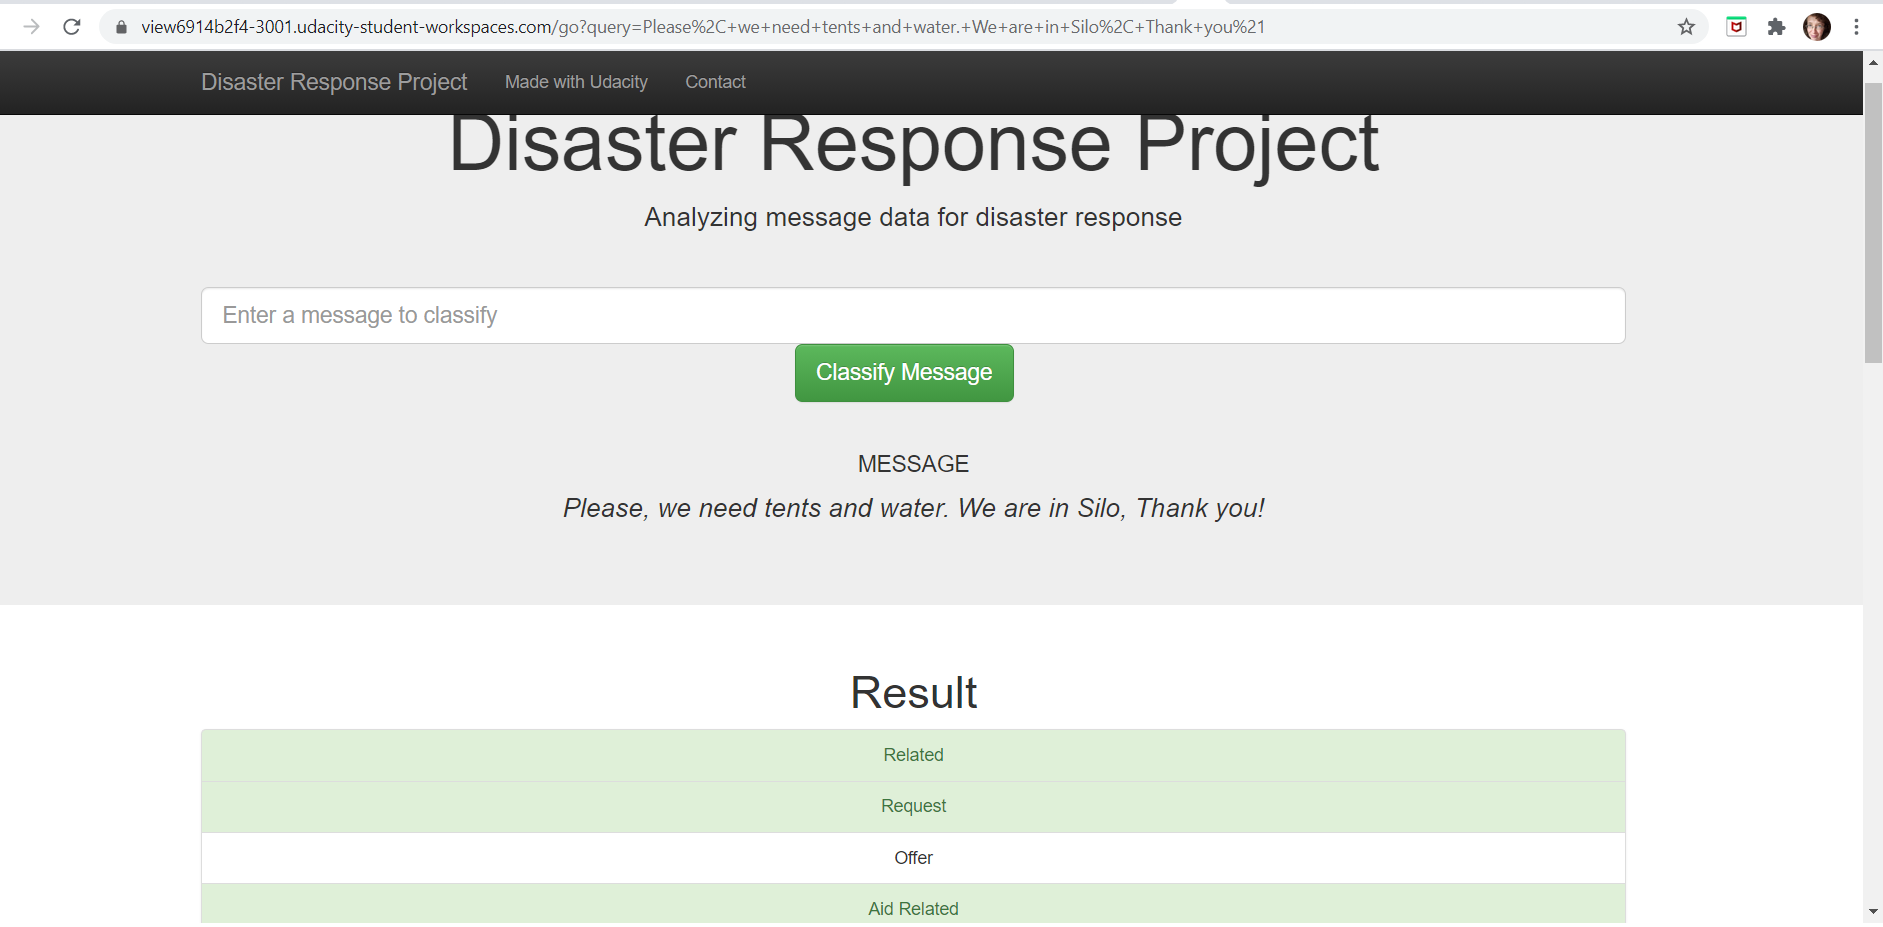 view6914b2f4-3001.udacity-student-workspaces.com/go?query=Please%2C+we+need+tents+and+water.+We+are+in+Silo%2C+Thank+you%21
Disaster Response Project Made with Udacity Contact
Disaster Response Project
Analyzing message data for disaster response
Enter a message to classify
Classify Message
MESSAGE
Please, we need tents and water. We are in Silo, Thank you!
Result
Related
Request
Offer
Aid Related